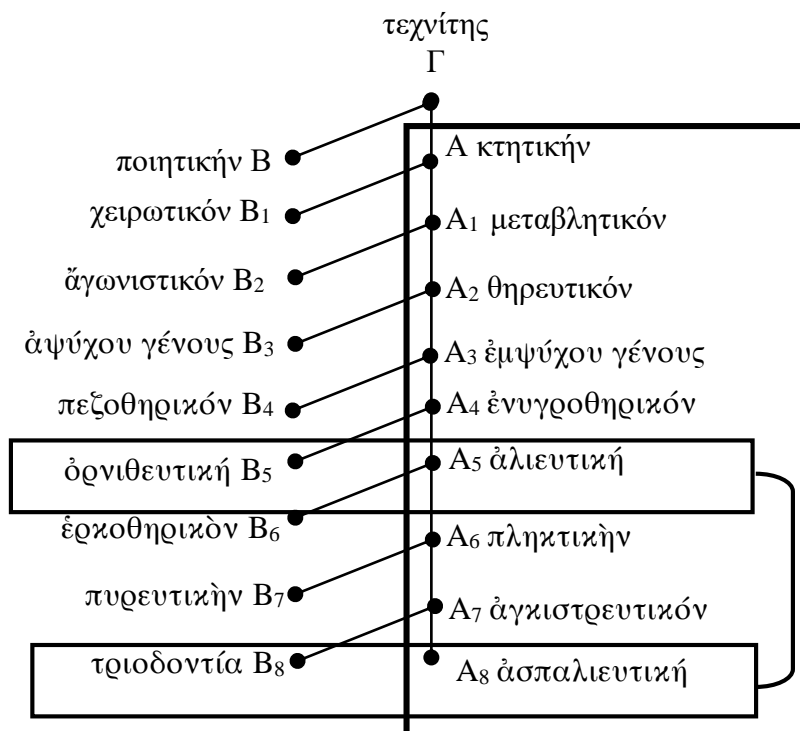 τεχνίτης
Γ
ποιητικήν Β
Α κτητικήν
χειρωτικόν Β₁
Α₁ μεταβλητικόν
ἄγωνιστικόν Β₂
Α₂ θηρευτικόν
ἀψύχου γένους Β₃
Α₃ ἐμψύχου γένους
πεζοθηρικόν Β₄
Α₄ ἐνυγροθηρικόν
ὀρνιθευτική Β₅
Α₅ ἁλιευτική
ἑρκοθηρικὸν Β₆
Α₆ πληκτικὴν
πυρευτικὴν Β₇
Α₇ ἀγκιστρευτικόν
τριοδοντία Β₈
Α₈ ἀσπαλιευτική